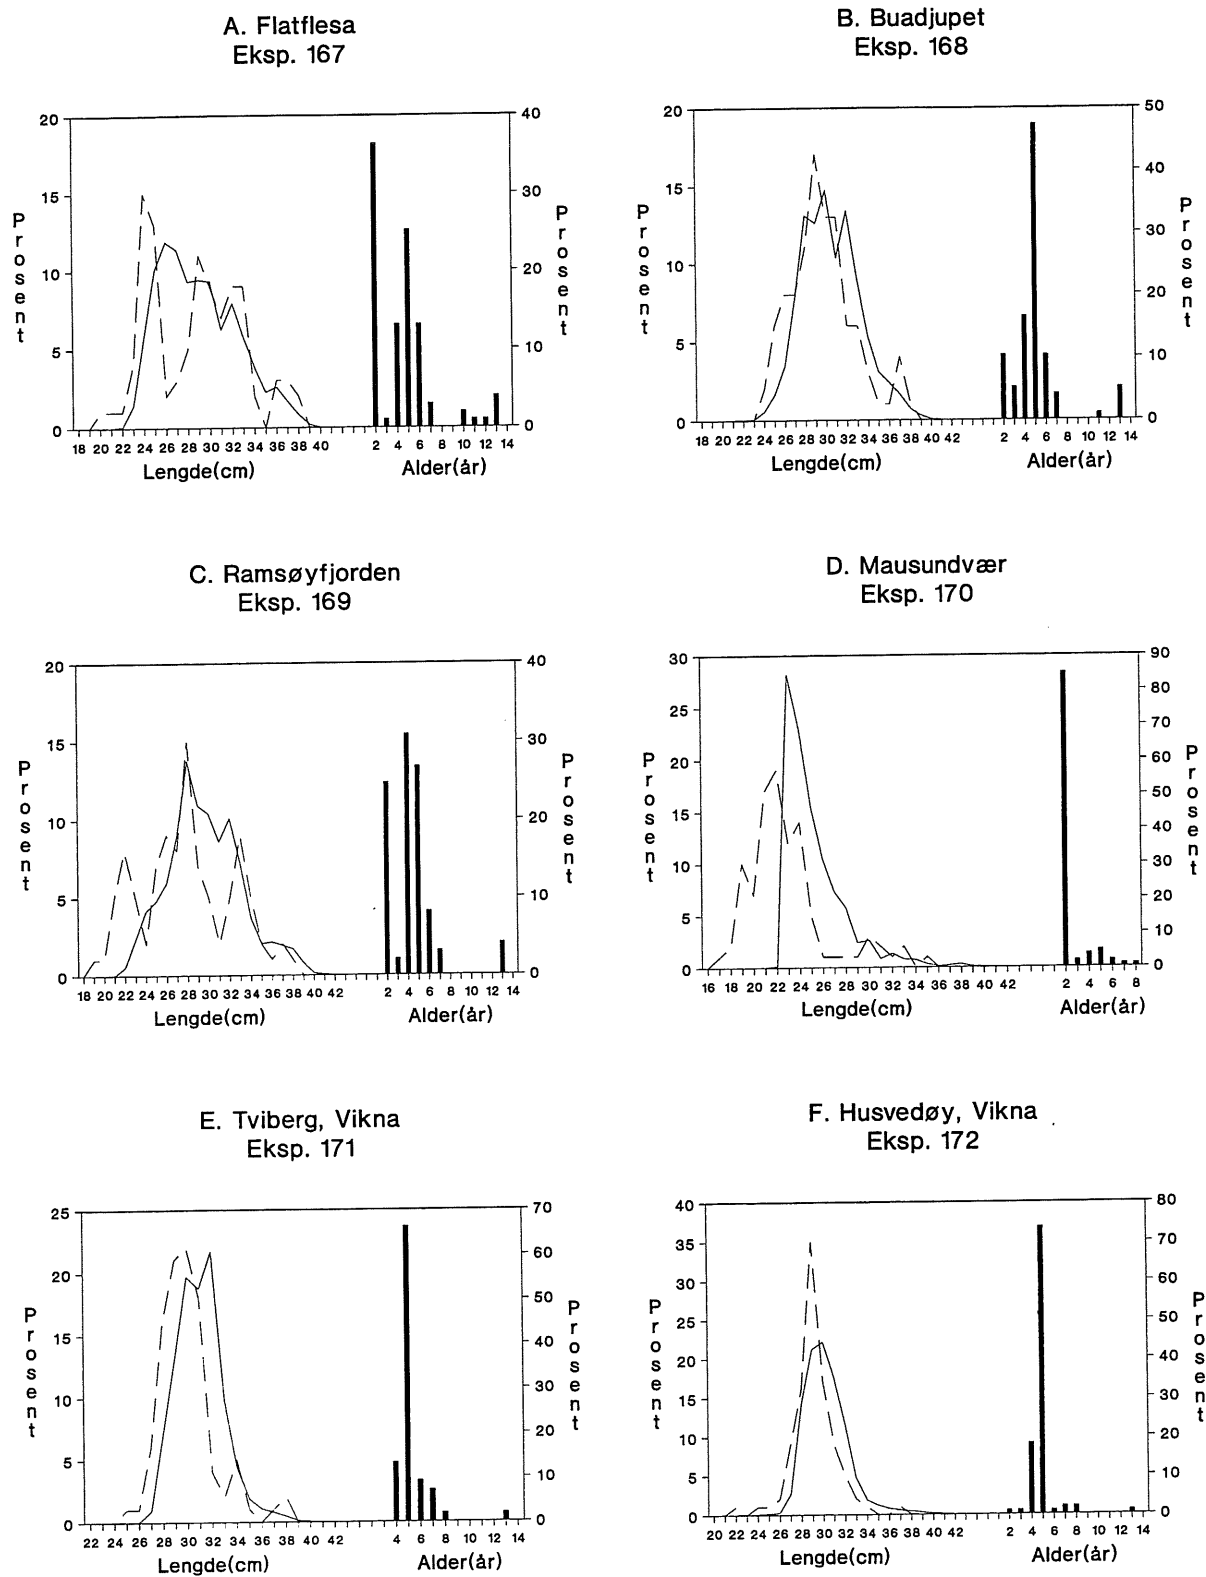 A. Flatflesa
Eksp. 167
20
15
10
5
0
40
30
20
10
0
Prosent
Prosent
18 20 22 24 26 28 30 32 34 36 38 40
2 4 6 8 10 12 14
Lengde(cm)
Alder(år)
B. Buadjupet
Eksp. 168
20
15
10
5
0
50
40
30
20
10
0
Prosent
Prosent
18 20 22 24 26 28 30 32 34 36 38 40 42
2 4 6 8 10 12 14
Lengde(cm)
Alder(år)
C. Ramsøyfjorden
Eksp. 169
20
15
10
5
0
40
30
20
10
0
Prosent
Prosent
18 20 22 24 26 28 30 32 34 36 38 40 42
2 4 6 8 10 12 14
Lengde(cm)
Alder(år)
D. Mausundvær
Eksp. 170
30
25
20
15
10
5
0
90
80
70
60
50
40
30
20
10
0
Prosent
Prosent
16 18 20 22 24 26 28 30 32 34 36 38 40 42
2 4 6 8
Lengde(cm)
Alder(år)
E. Tviberg, Vikna
Eksp. 171
25
20
15
10
5
0
70
60
50
40
30
20
10
0
Prosent
Prosent
22 24 26 28 30 32 34 36 38 40 42
4 6 8 10 12 14
Lengde(cm)
Alder(år)
F. Husvedøy, Vikna
Eksp. 172
40
35
30
25
20
15
10
5
0
80
70
60
50
40
30
20
10
0
Prosent
Prosent
20 22 24 26 28 30 32 34 36 38 40 42
2 4 6 8 10 12 14
Lengde(cm)
Alder(år)